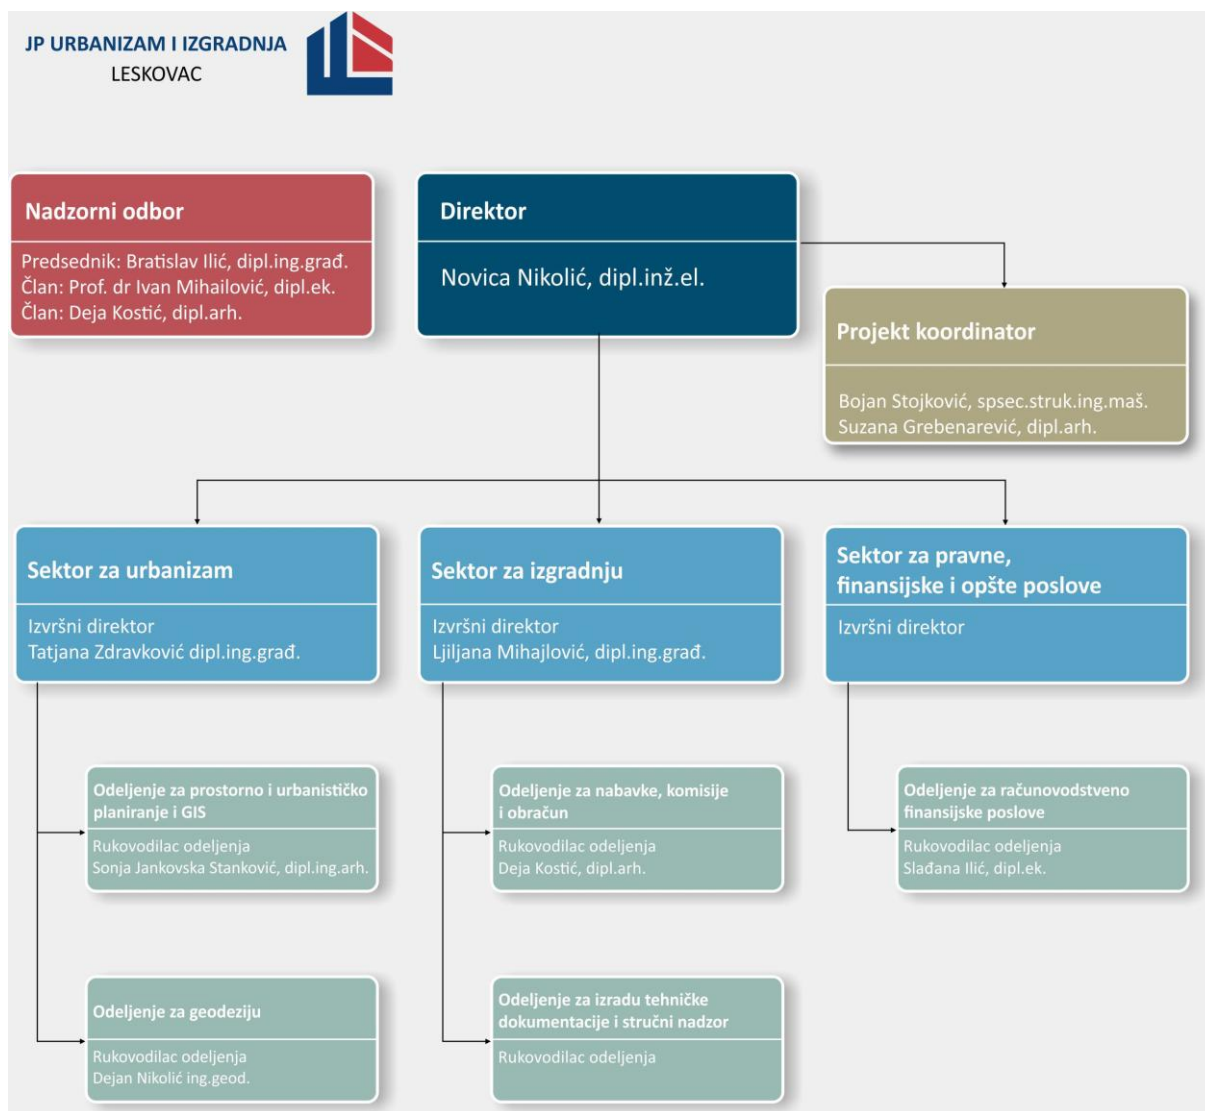 JP URBANIZAM I IZGRADNJA
LESKOVAC
Nadzorni odbor
Predsednik: Bratislav Ilić, dipl.ing.građ.
Član: Prof. dr Ivan Mihailović, dipl.ek.
Član: Deja Kostić, dipl.arh.
Direktor
Novica Nikolić, dipl.inž.el.
Projekt koordinator
Bojan Stojković, spsec.struk.ing.maš.
Suzana Grebenarević, dipl.arh.
Sektor za urbanizam
Izvršni direktor
Tatjana Zdravković dipl.ing.građ.
Sektor za izgradnju
Izvršni direktor
Ljiljana Mihajlović, dipl.ing.građ.
Sektor za pravne,
finansijske i opšte poslove
Izvršni direktor
Odeljenje za prostorno i urbanističko
planiranje i GIS
Rukovodilac odeljenja
Sonja Jankovska Stanković, dipl.ing.arh.
Odeljenje za nabavke, komisije
i obračun
Rukovodilac odeljenja
Deja Kostić, dipl.arh.
Odeljenje za računovodstveno
finansijske poslove
Rukovodilac odeljenja
Slađana Ilić, dipl.ek.
Odeljenje za geodeziju
Rukovodilac odeljenja
Dejan Nikolić ing.geod.
Odeljenje za izradu tehničke
dokumentacije i stručni nadzor
Rukovodilac odeljenja